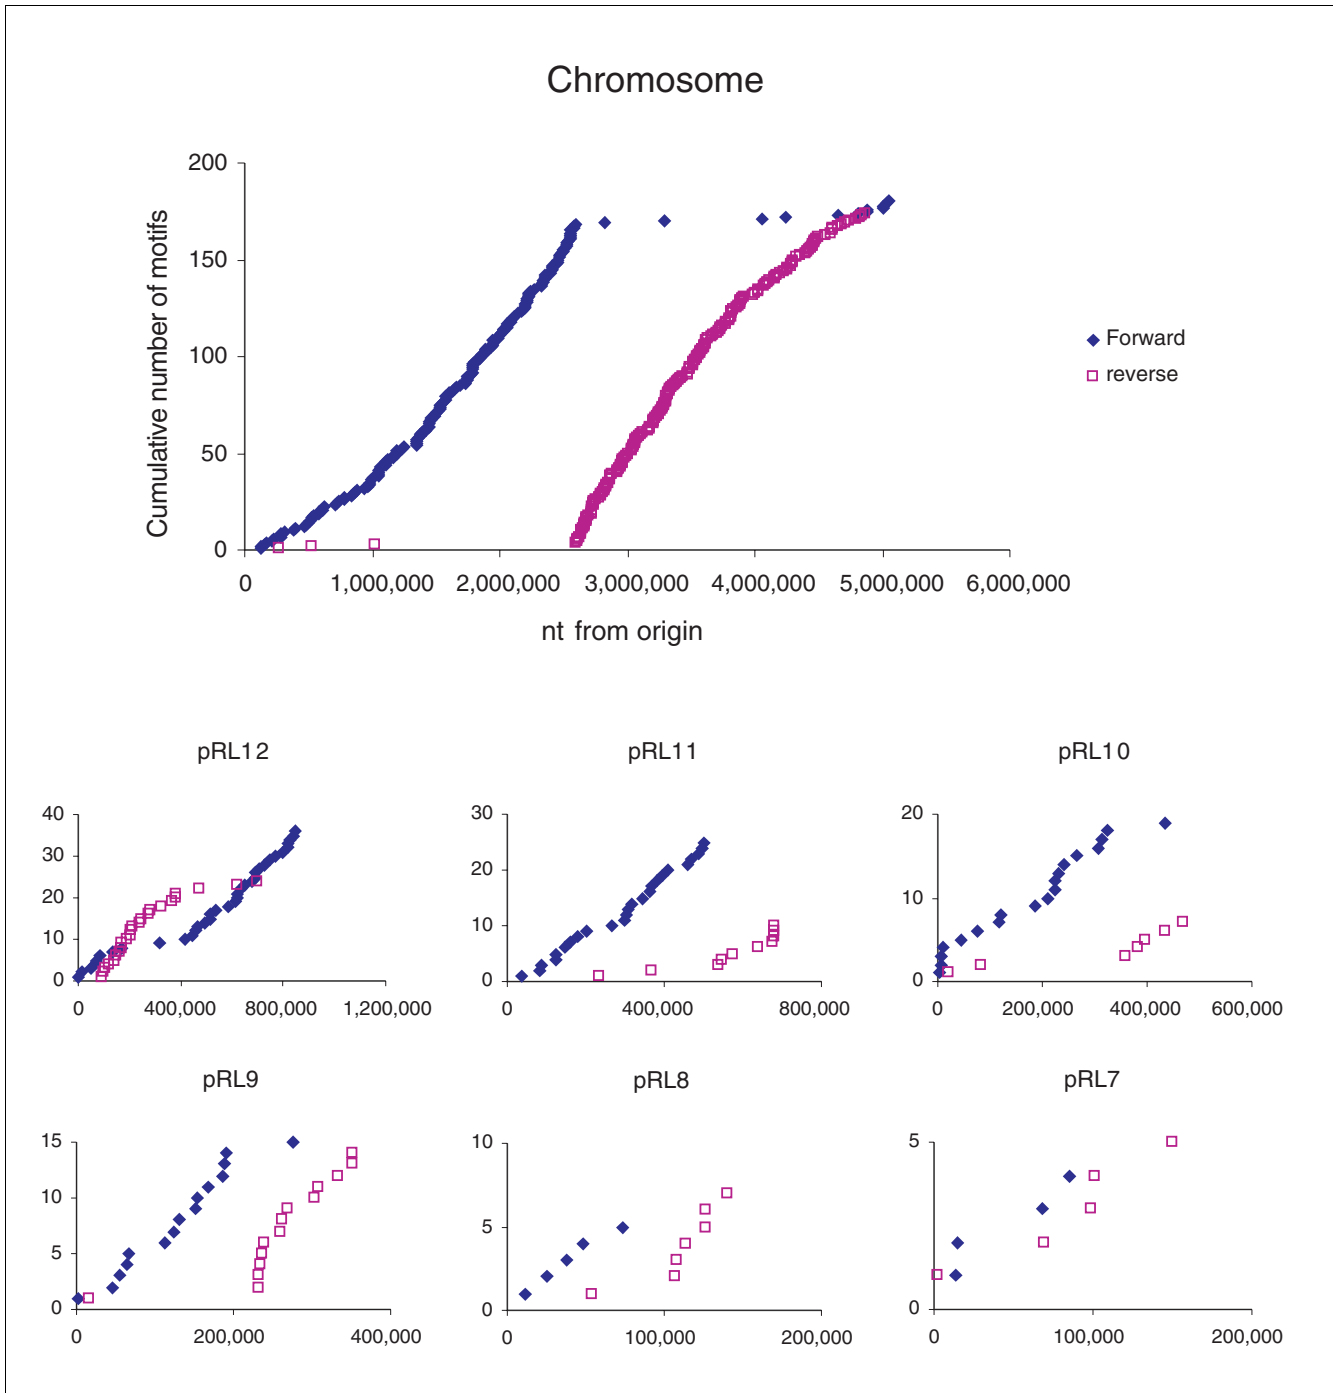 Chromosome
200
150
100
50
0
Cumulative number of motifs
0 1,000,000 2,000,000 3,000,000 4,000,000 5,000,000 6,000,000
nt from origin
Forward
reverse
pRL12
40
30
20
10
0
0 400,000 800,000 1,200,000
pRL11
30
20
10
0
0 400,000 800,000
pRL10
20
10
0
0 200,000 400,000 600,000
pRL9
15
10
5
0
0 200,000 400,000
pRL8
10
5
0
0 100,000 200,000
pRL7
5
0
0 100,000 200,000